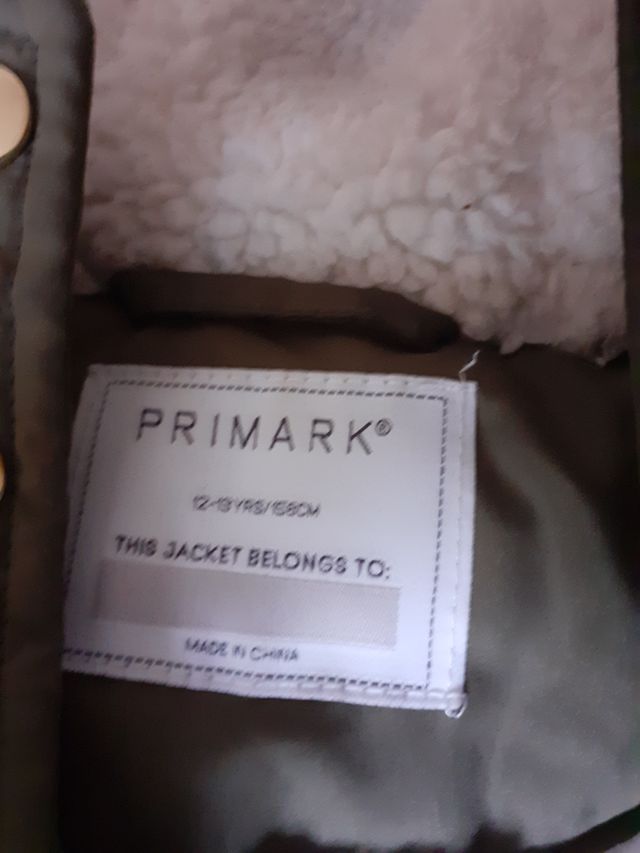 PRIMARK®
12-13YRS/158CM
THIS JACKET BELONGS TO:
MADE IN CHINA